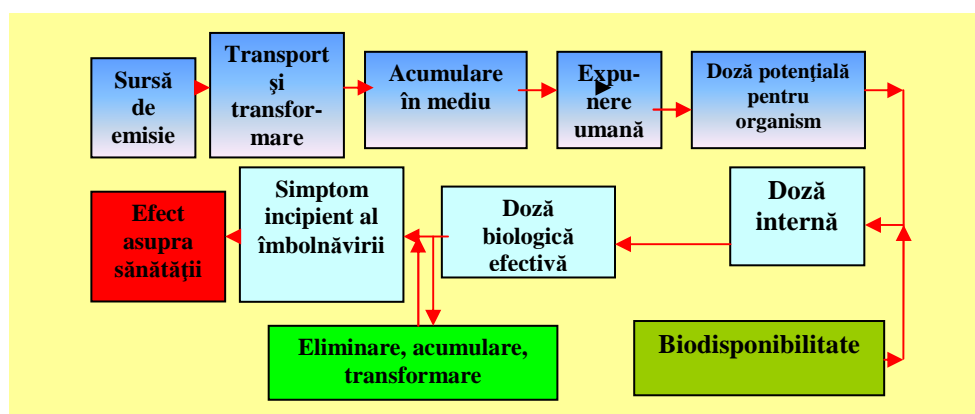 Sursă
de
emisie
Transport
şi
transfor-
mare
Acumulare
în mediu
Expu-
nere
umană
Doză potenţială
pentru
organism
Efect
asupra
sănătăţii
Simptom
incipient al
îmbolnăvirii
Doză
biologică
efectivă
Doză
internă
Eliminare, acumulare,
transformare
Biodisponibilitate